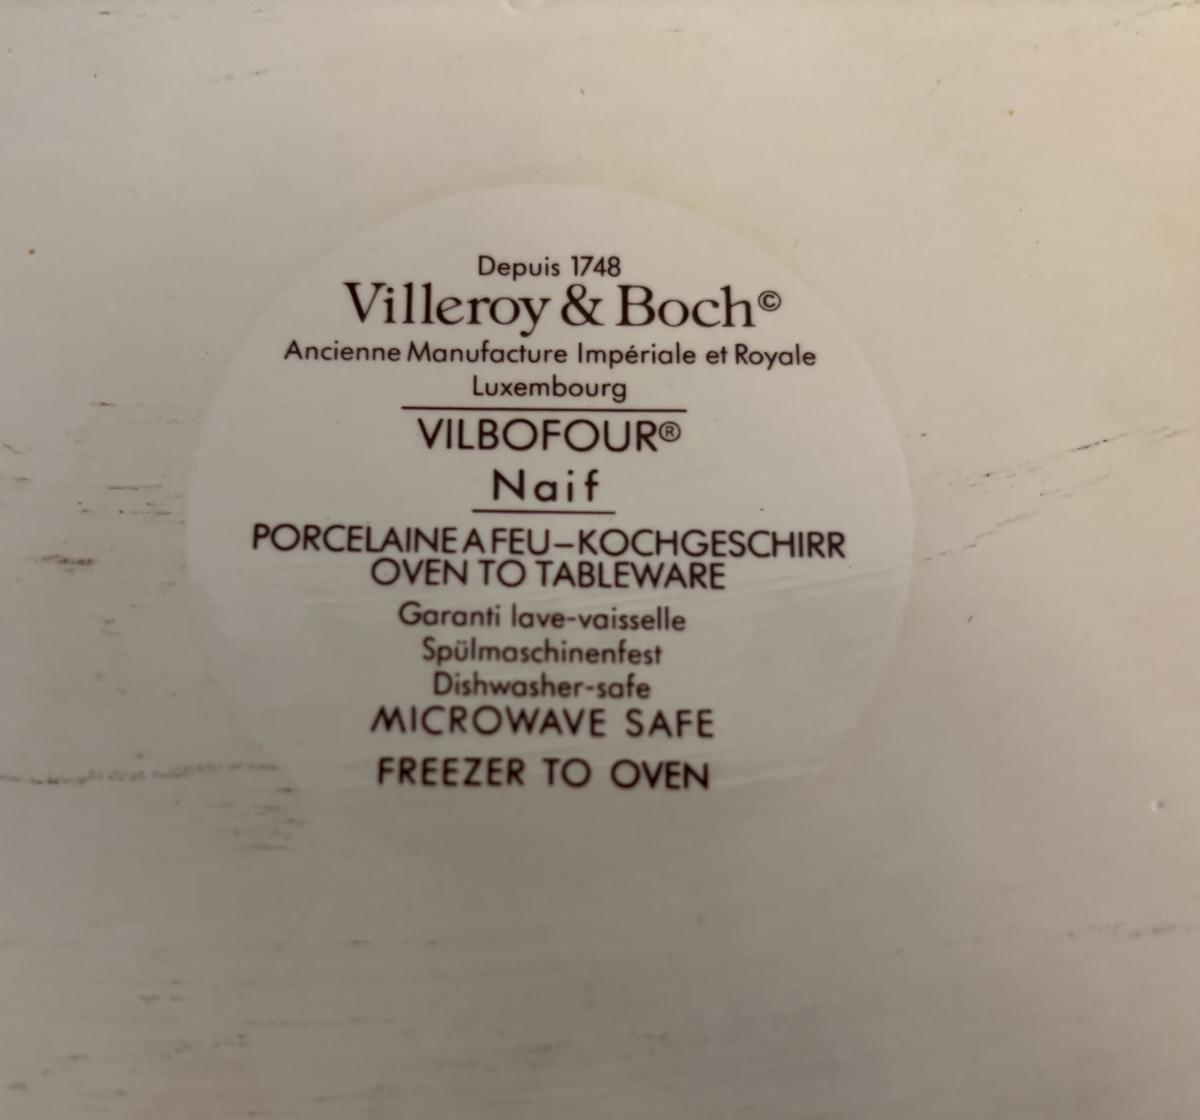 Depuis 1748
Villeroy & Boch©
Ancienne Manufacture Impériale et Royale
Luxembourg
VILBOFOUR®
Naif
PORCELAINE A FEU–KOCHGESCHIRR
OVEN TO TABLEWARE
Garanti lave-vaisselle
Spülmaschinenfest
Dishwasher-safe
MICROWAVE SAFE
FREEZER TO OVEN